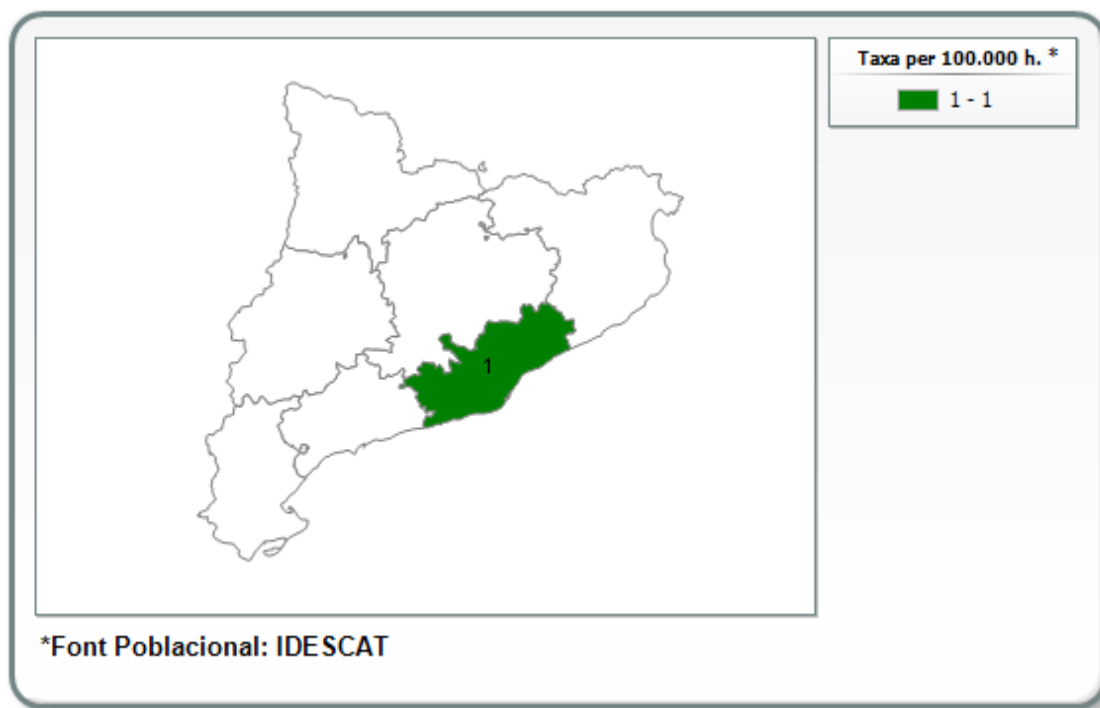 Taxa per 100.000 h. *
1 - 1
1
*Font Poblacional: IDESCAT